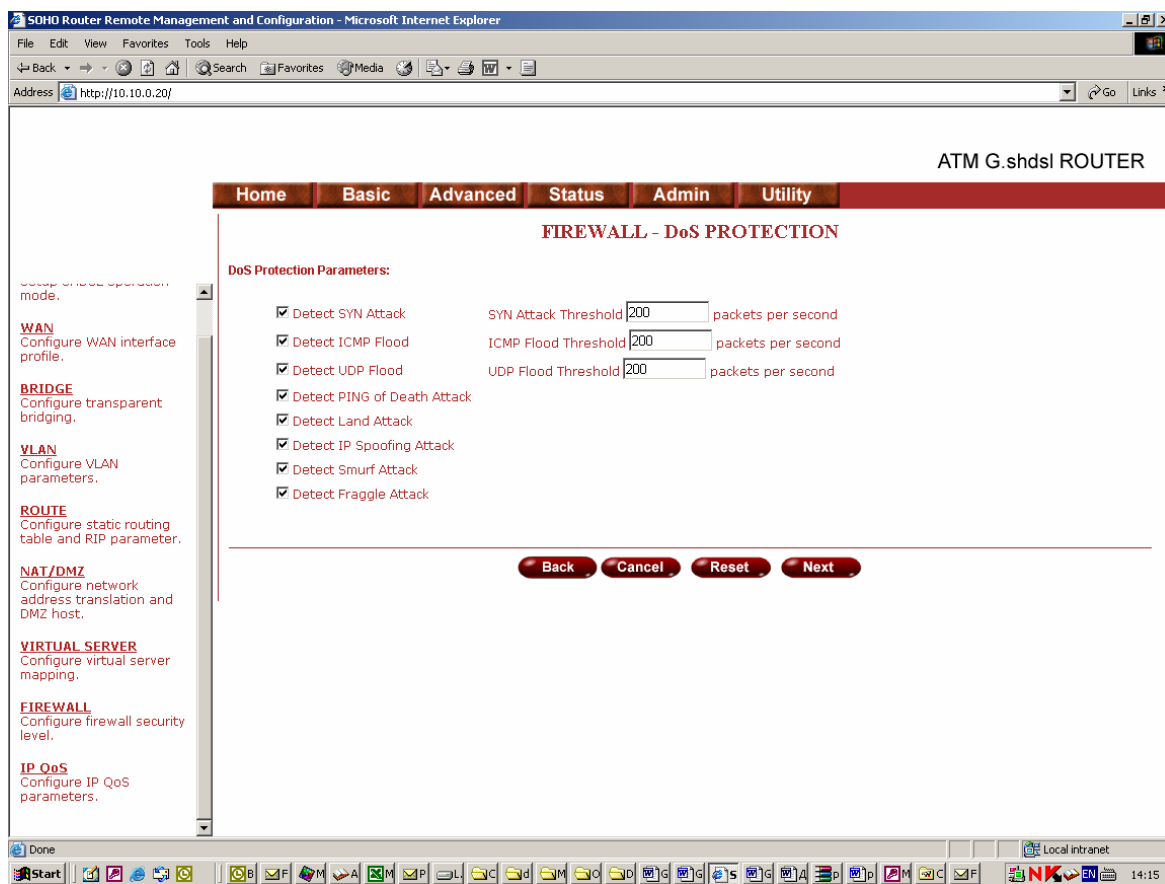 SOHO Router Remote Management and Configuration - Microsoft Internet Explorer
File Edit View Favorites Tools Help
Back Search Favorites Media
Address http://10.10.0.20/ Go Links
ATM G.shdsl ROUTER
Home Basic Advanced Status Admin Utility
FIREWALL - DoS PROTECTION
DoS Protection Parameters:
Detect SYN Attack SYN Attack Threshold 200 packets per second
Detect ICMP Flood ICMP Flood Threshold 200 packets per second
Detect UDP Flood UDP Flood Threshold 200 packets per second
Detect PING of Death Attack
Detect Land Attack
Detect IP Spoofing Attack
Detect Smurf Attack
Detect Fraggle Attack
Back Cancel Reset Next
mode.
WAN
Configure WAN interface
profile.
BRIDGE
Configure transparent
bridging.
VLAN
Configure VLAN
parameters.
ROUTE
Configure static routing
table and RIP parameter.
NAT/DMZ
Configure network
address translation and
DMZ host.
VIRTUAL SERVER
Configure virtual server
mapping.
FIREWALL
Configure firewall security
level.
IP QoS
Configure IP QoS
parameters.
Done Local intranet
Start B F M A M P L C d M O D G G s G Д p p M C F EN 14:15